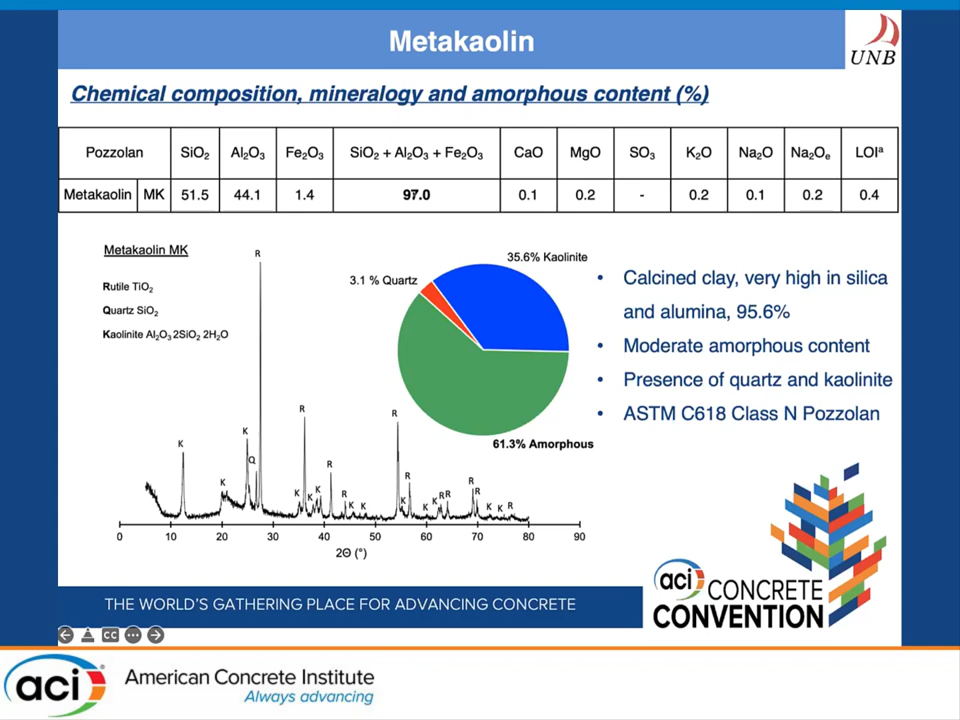 Metakaolin
UNB
Chemical composition, mineralogy and amorphous content (%)
Pozzolan SiO₂ Al₂O₃ Fe₂O₃ SiO₂ + Al₂O₃ + Fe₂O₃ CaO MgO SO₃ K₂O Na₂O Na₂Oₑ LOIᵃ
Metakaolin MK 51.5 44.1 1.4 97.0 0.1 0.2 - 0.2 0.1 0.2 0.4
Metakaolin MK
Rutile TiO₂
Quartz SiO₂
Kaolinite Al₂O₃ 2SiO₂ 2H₂O
K K K Q R K R K K R R K K R K R K K R R R R K K R
0 10 20 30 40 50 60 70 80 90
2Θ (°)
35.6% Kaolinite
3.1 % Quartz
61.3% Amorphous
• Calcined clay, very high in silica
and alumina, 95.6%
• Moderate amorphous content
• Presence of quartz and kaolinite
• ASTM C618 Class N Pozzolan
THE WORLD'S GATHERING PLACE FOR ADVANCING CONCRETE
aci CONCRETE
CONVENTION
CC
aci American Concrete Institute
Always advancing